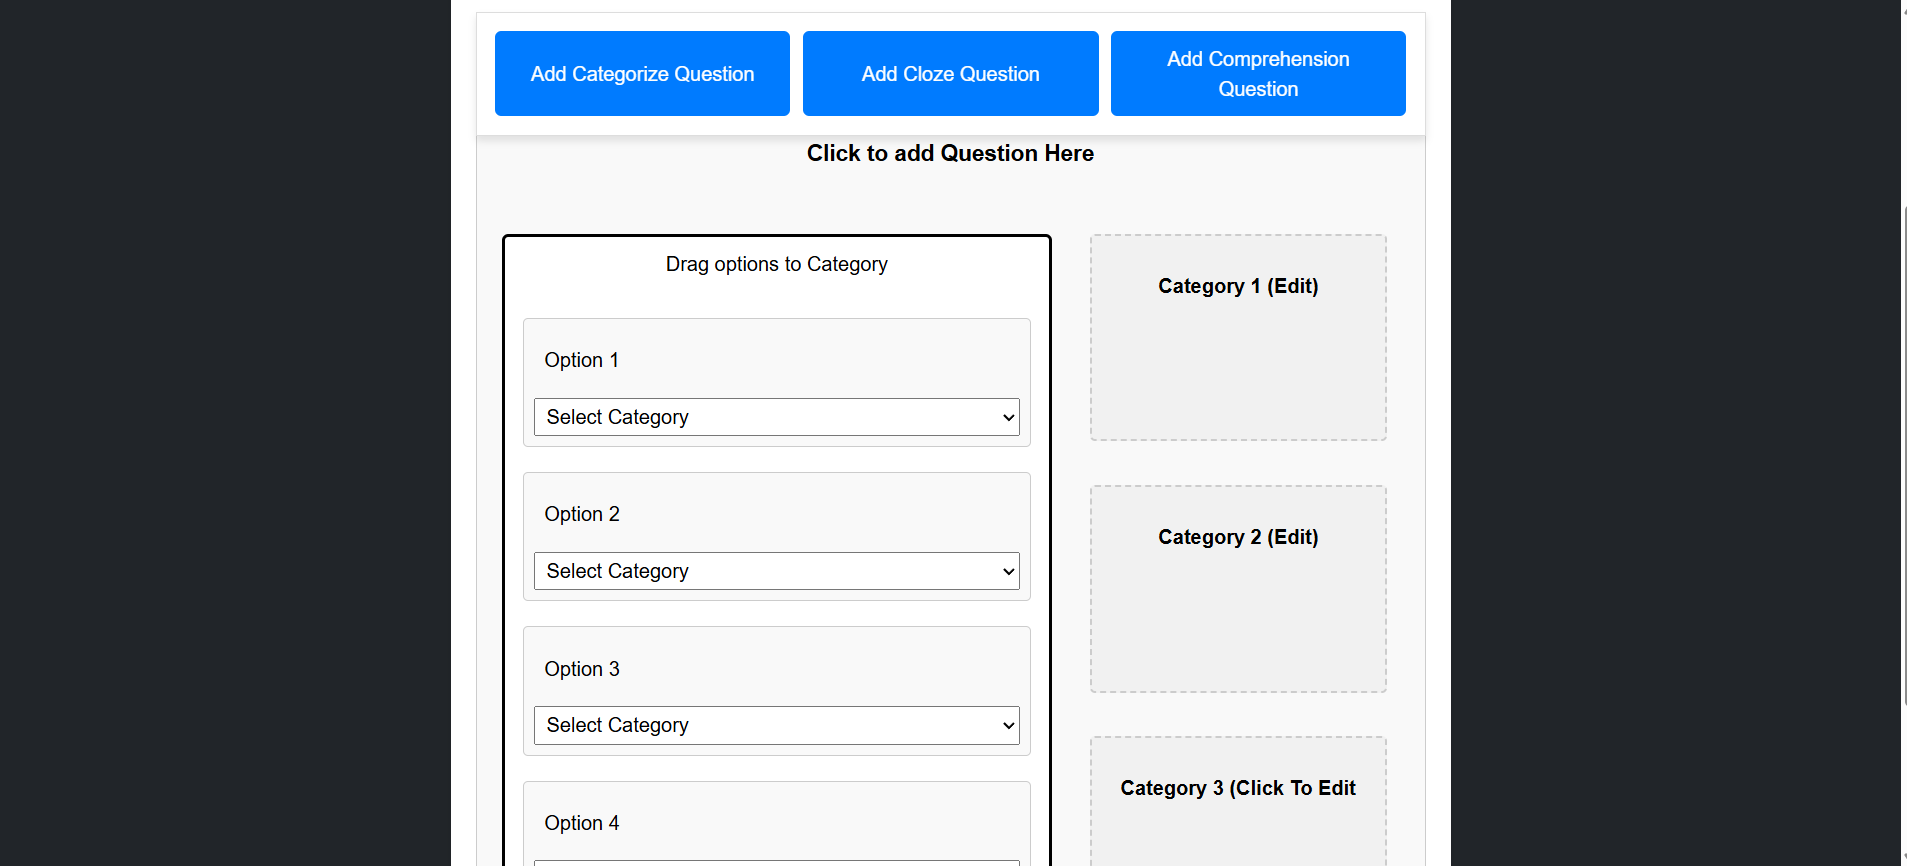 Add Categorize Question
Add Cloze Question
Add Comprehension
Question
Click to add Question Here
Drag options to Category
Option 1
Select Category
Option 2
Select Category
Option 3
Select Category
Option 4
Category 1 (Edit)
Category 2 (Edit)
Category 3 (Click To Edit